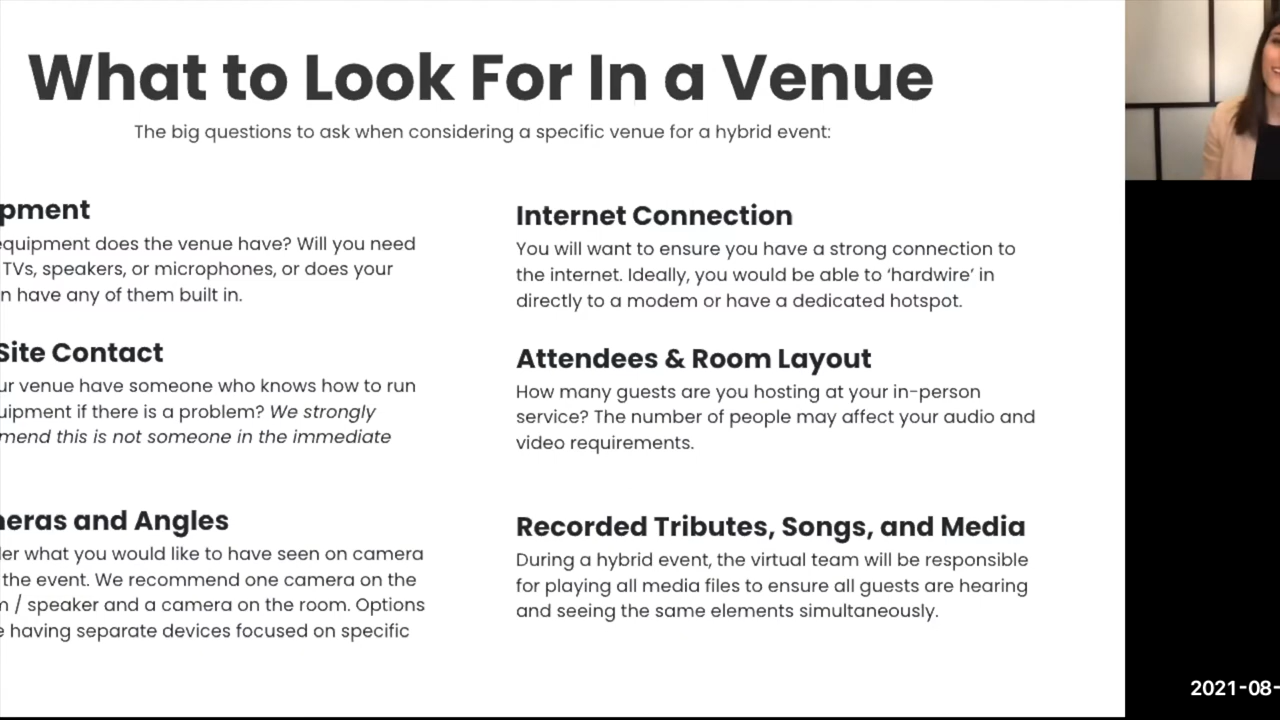 What to Look For In a Venue
The big questions to ask when considering a specific venue for a hybrid event:
pment
equipment does the venue have? Will you need
TVs, speakers, or microphones, or does your
n have any of them built in.
Site Contact
ur venue have someone who knows how to run
uipment if there is a problem? We strongly
mend this is not someone in the immediate
eras and Angles
er what you would like to have seen on camera
the event. We recommend one camera on the
/ speaker and a camera on the room. Options
having separate devices focused on specific
Internet Connection
You will want to ensure you have a strong connection to
the internet. Ideally, you would be able to ‘hardwire’ in
directly to a modem or have a dedicated hotspot.
Attendees & Room Layout
How many guests are you hosting at your in-person
service? The number of people may affect your audio and
video requirements.
Recorded Tributes, Songs, and Media
During a hybrid event, the virtual team will be responsible
for playing all media files to ensure all guests are hearing
and seeing the same elements simultaneously.
2021-08-